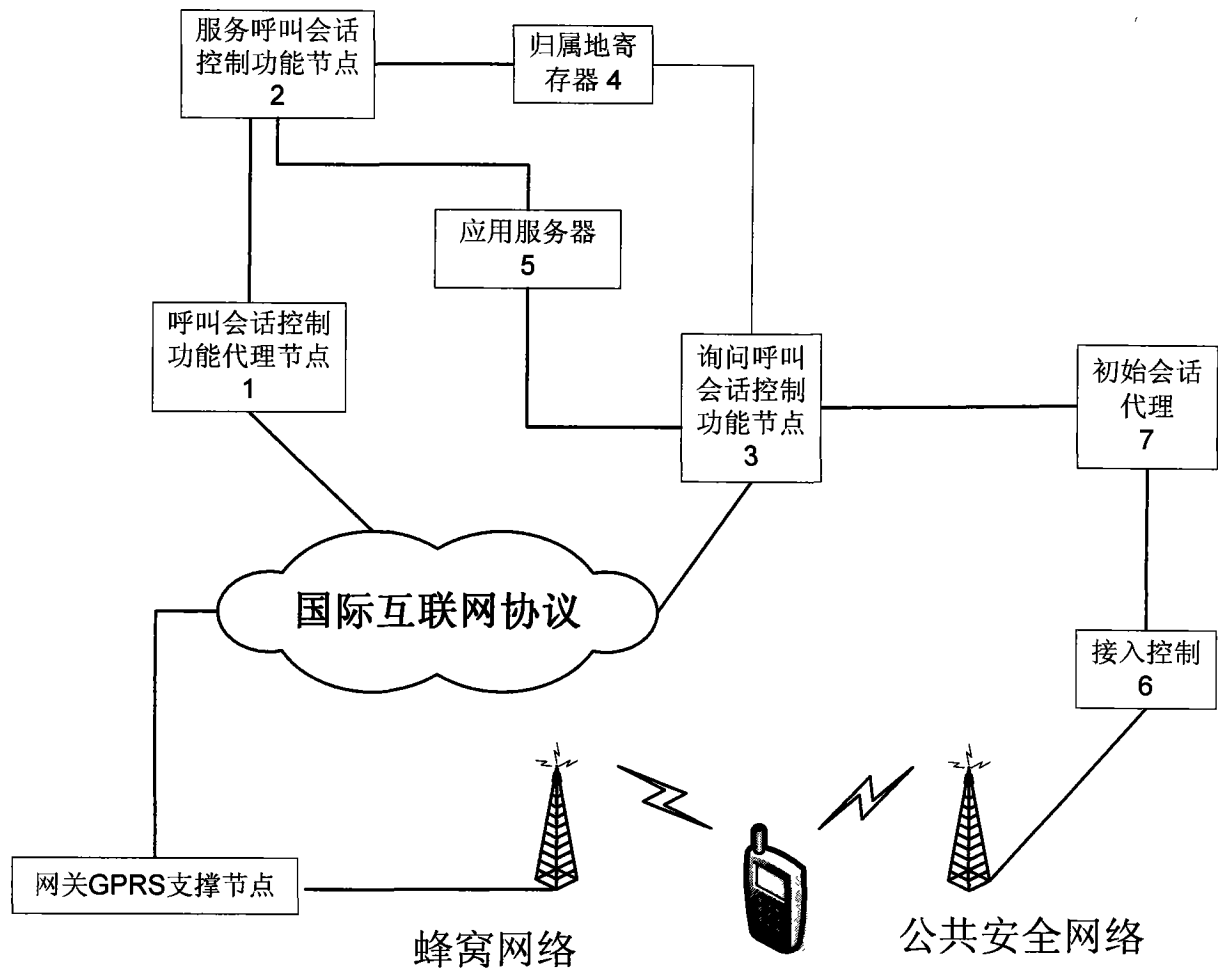 服务呼叫会话
控制功能节点
2
归属地寄
存器 4
应用服务器
5
呼叫会话控制
功能代理节点
1
询问呼叫
会话控制
功能节点
3
初始会话
代理
7
国际互联网协议
接入控制
6
网关GPRS支撑节点
蜂窝网络
公共安全网络